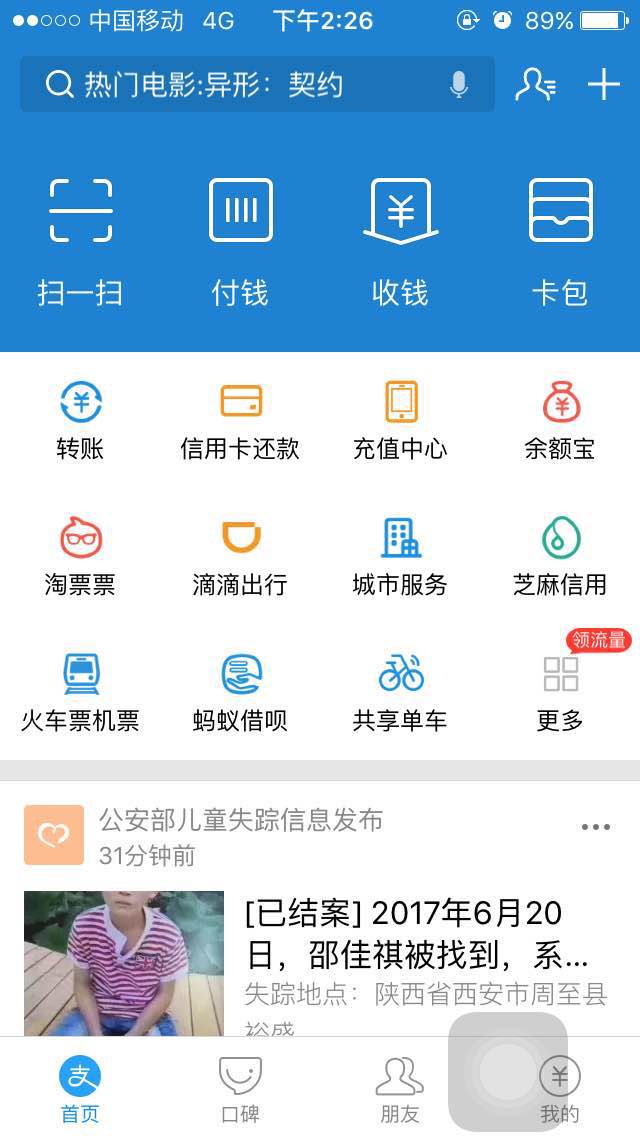 中国移动 4G 下午2:26 89%
热门电影:异形：契约
扫一扫 付钱 收钱 卡包
转账 信用卡还款 充值中心 余额宝
淘票票 滴滴出行 城市服务 芝麻信用
领流量
火车票机票 蚂蚁借呗 共享单车 更多
公安部儿童失踪信息发布
31分钟前
[已结案] 2017年6月20
日，邵佳祺被找到，系...
失踪地点：陕西省西安市周至县
裕盛
首页 口碑 朋友 我的